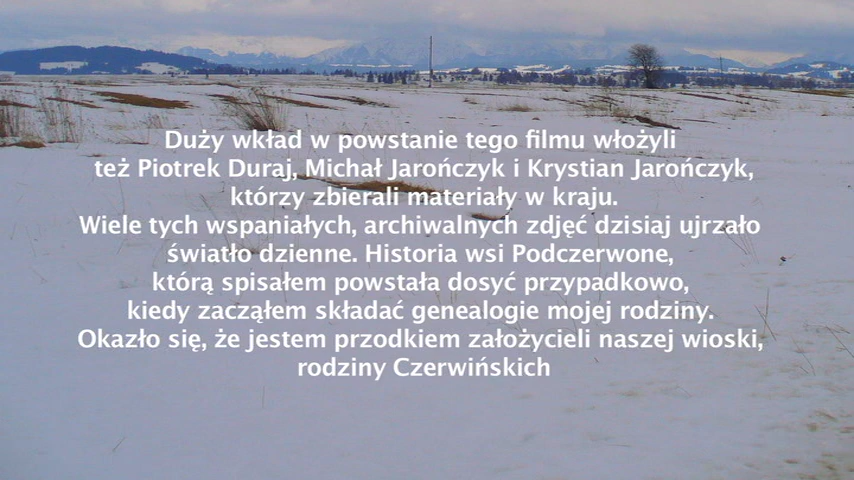 Duży wkład w powstanie tego filmu włożyli
też Piotrek Duraj, Michał Jarończyk i Krystian Jarończyk,
którzy zbierali materiały w kraju.
Wiele tych wspaniałych, archiwalnych zdjęć dzisiaj ujrzało
światło dzienne. Historia wsi Podczerwone,
którą spisałem powstała dosyć przypadkowo,
kiedy zacząłem składać genealogie mojej rodziny.
Okazło się, że jestem przodkiem założycieli naszej wioski,
rodziny Czerwińskich